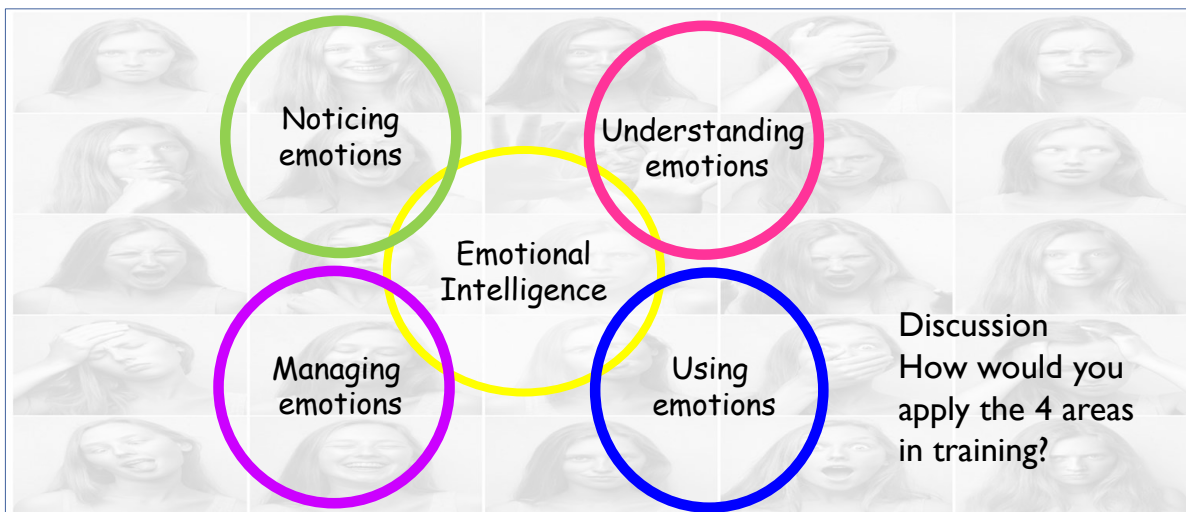 Noticing
emotions
Understanding
emotions
Emotional
Intelligence
Managing
emotions
Using
emotions
Discussion
How would you
apply the 4 areas
in training?